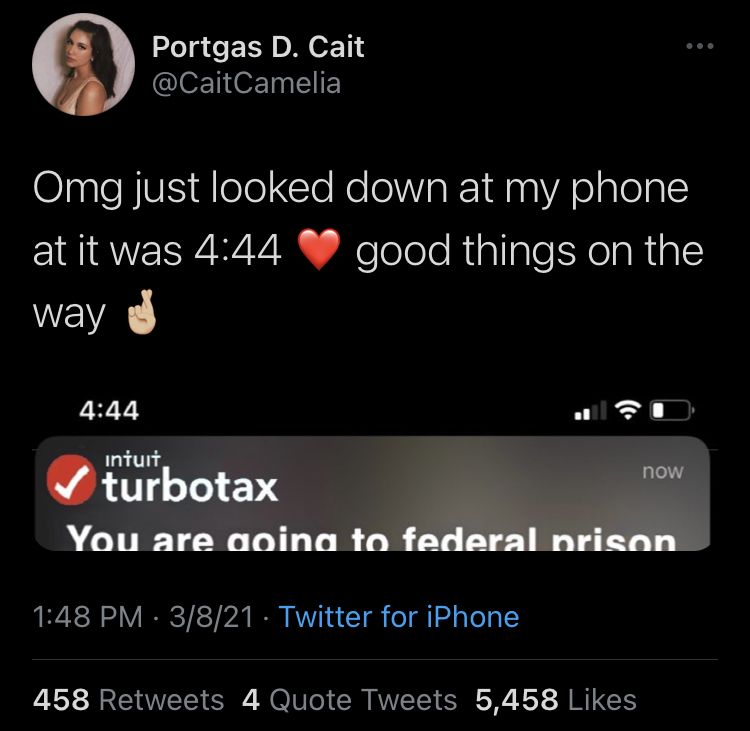 Portgas D. Cait
@CaitCamelia
Omg just looked down at my phone
at it was 4:44 ❤️ good things on the
way 🤞🏼
4:44
ıntuıt
turbotax
now
You are going to federal prison
1:48 PM · 3/8/21 · Twitter for iPhone
458 Retweets 4 Quote Tweets 5,458 Likes